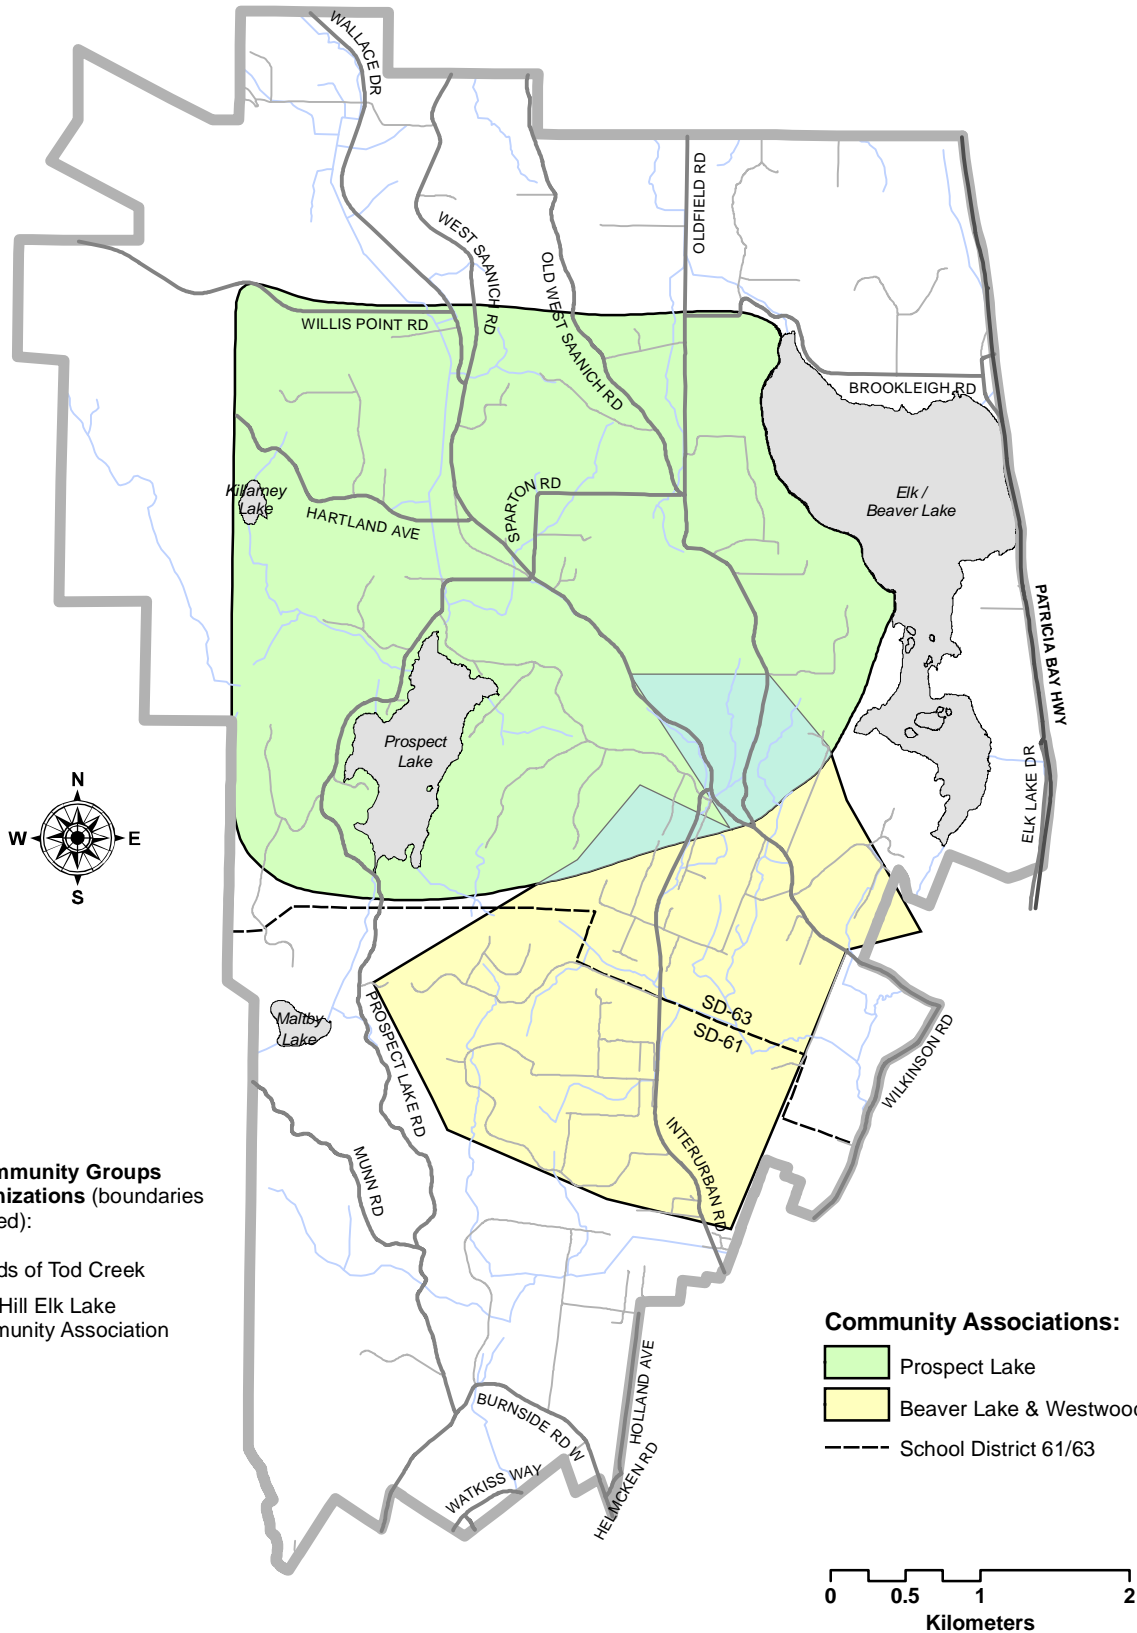 WALLACE DR
WEST SAANICH RD
OLD WEST SAANICH RD
OLDFIELD RD
WILLIS POINT RD
BROOKLEIGH RD
Killarney
Lake
HARTLAND AVE
SPARTON RD
Elk /
Beaver Lake
PATRICIA BAY HWY
Prospect
Lake
ELK LAKE DR
N
W
E
S
SD-63
SD-61
Maltby
Lake
PROSPECT LAKE RD
WILKINSON RD
INTERURBAN RD
MUNN RD
mmunity Groups
nizations (boundaries
ed):
ds of Tod Creek
Hill Elk Lake
munity Association
BURNSIDE RD W
HOLLAND AVE
WATKISS WAY
HELMCKEN RD
Community Associations:
Prospect Lake
Beaver Lake & Westwoo
School District 61/63
0 0.5 1 2
Kilometers